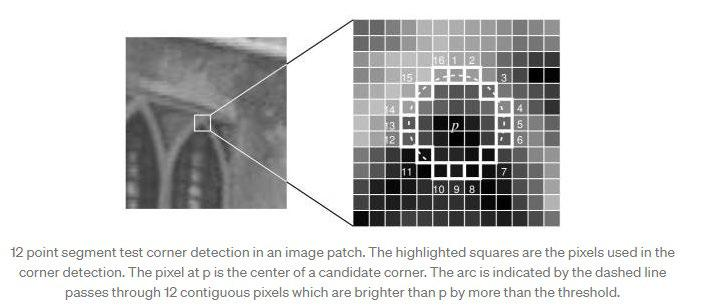 16 1 2
15 3
14 4
13 p 5
12 6
11 7
10 9 8
12 point segment test corner detection in an image patch. The highlighted squares are the pixels used in the
corner detection. The pixel at p is the center of a candidate corner. The arc is indicated by the dashed line
passes through 12 contiguous pixels which are brighter than p by more than the threshold.